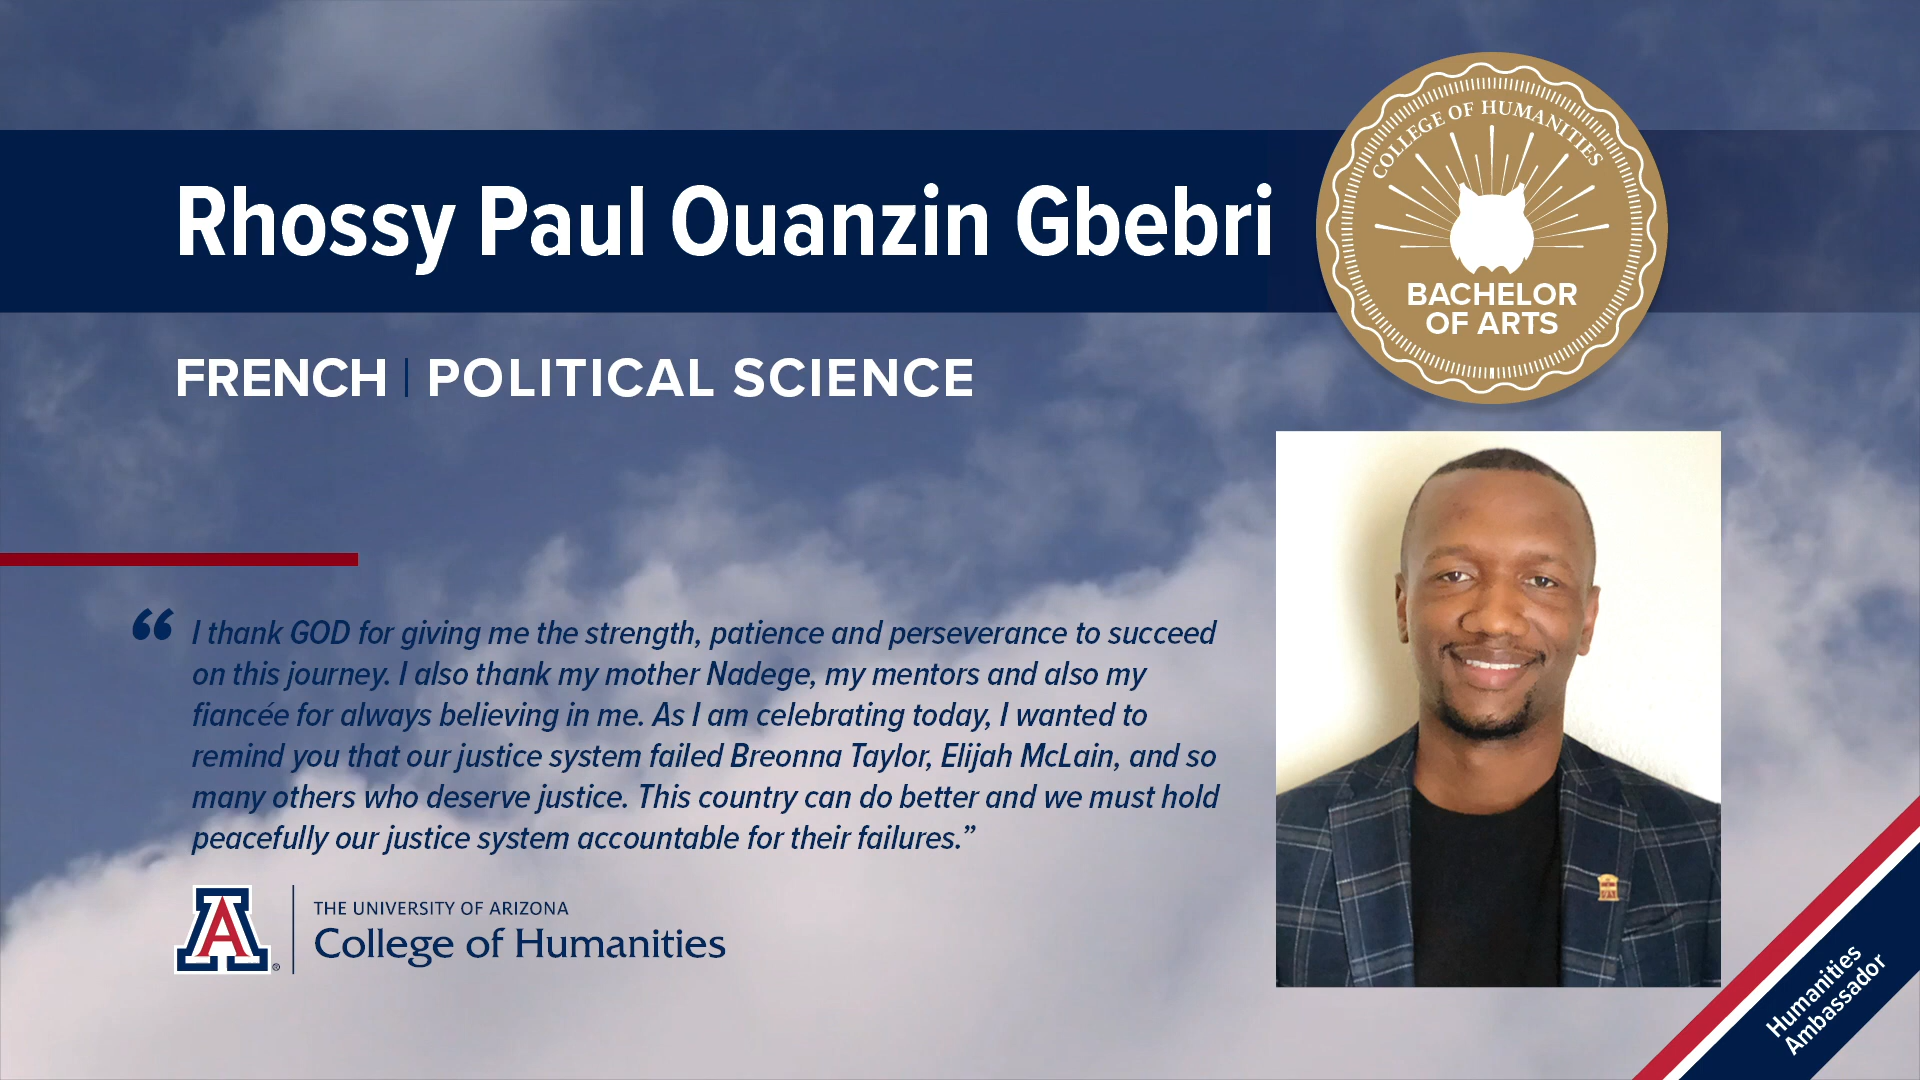 Rhossy Paul Ouanzin Gbebri
COLLEGE OF HUMANITIES
BACHELOR
OF ARTS
FRENCH | POLITICAL SCIENCE
“ I thank GOD for giving me the strength, patience and perseverance to succeed
on this journey. I also thank my mother Nadege, my mentors and also my
fiancée for always believing in me. As I am celebrating today, I wanted to
remind you that our justice system failed Breonna Taylor, Elijah McLain, and so
many others who deserve justice. This country can do better and we must hold
peacefully our justice system accountable for their failures.”
A®
THE UNIVERSITY OF ARIZONA
College of Humanities
Humanities
Ambassador